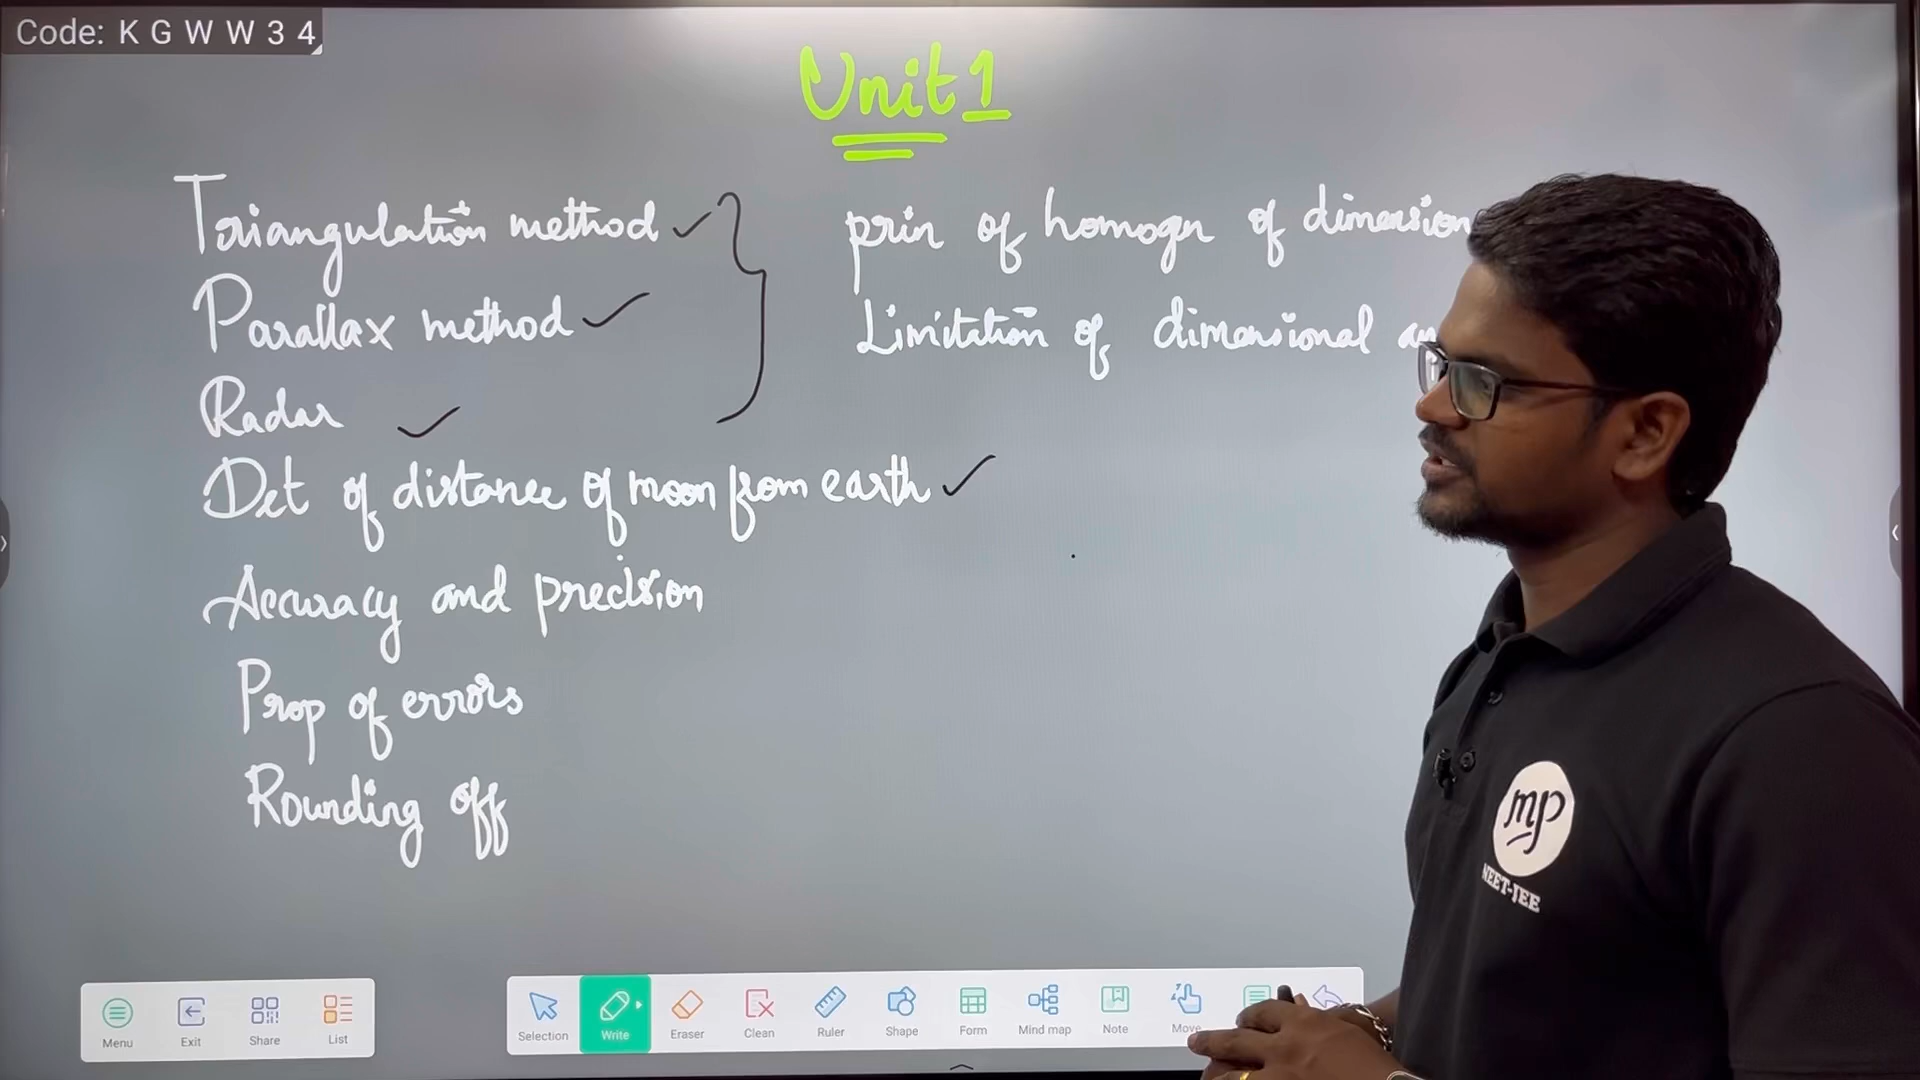 Code: K G W W 3 4
Unit 1
Triangulation method
Parallax method
Radar
Det of distance of moon from earth
Accuracy and precision
Prop of errors
Rounding off
prin of homogn of dimension
Limitation of dimensional an
mp
NEET-JEE
Menu
Exit
Share
List
Selection
Write
Eraser
Clean
Ruler
Shape
Form
Mind map
Note
Move